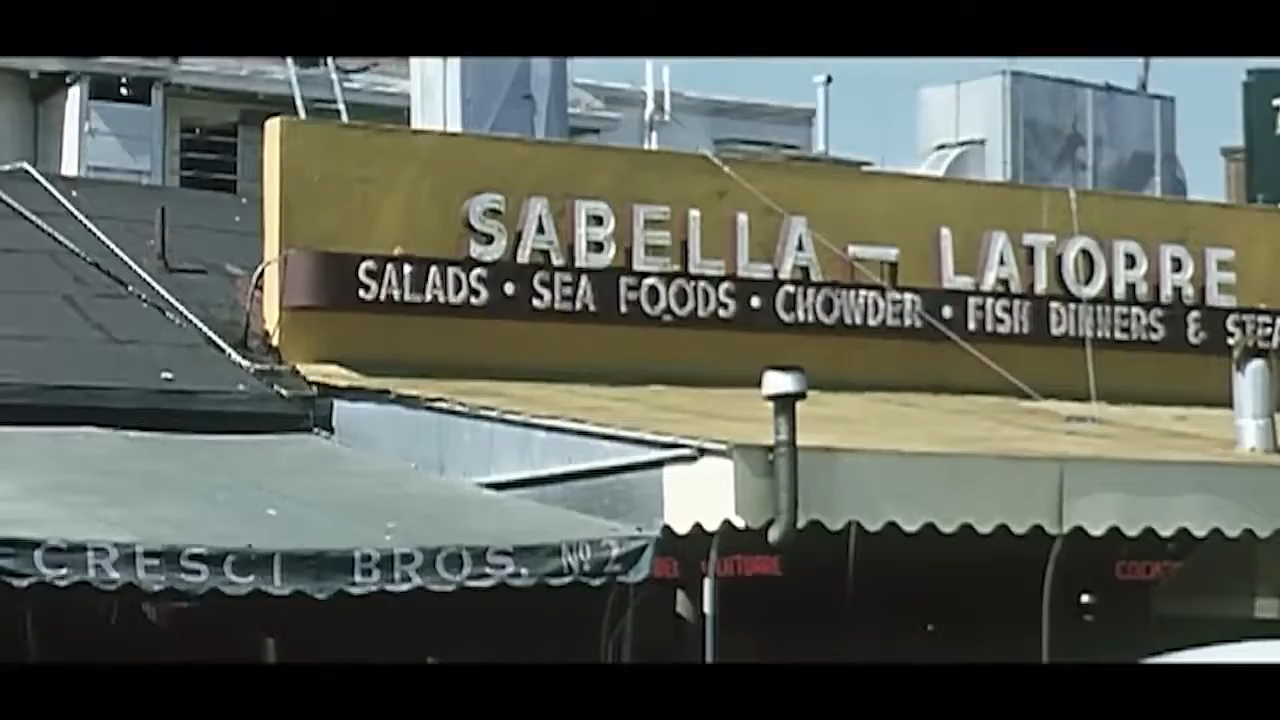 SABELLA – LATORRE
SALADS • SEA FOODS • CHOWDER • FISH DINNERS &
CRESCI BROS. Nº 2